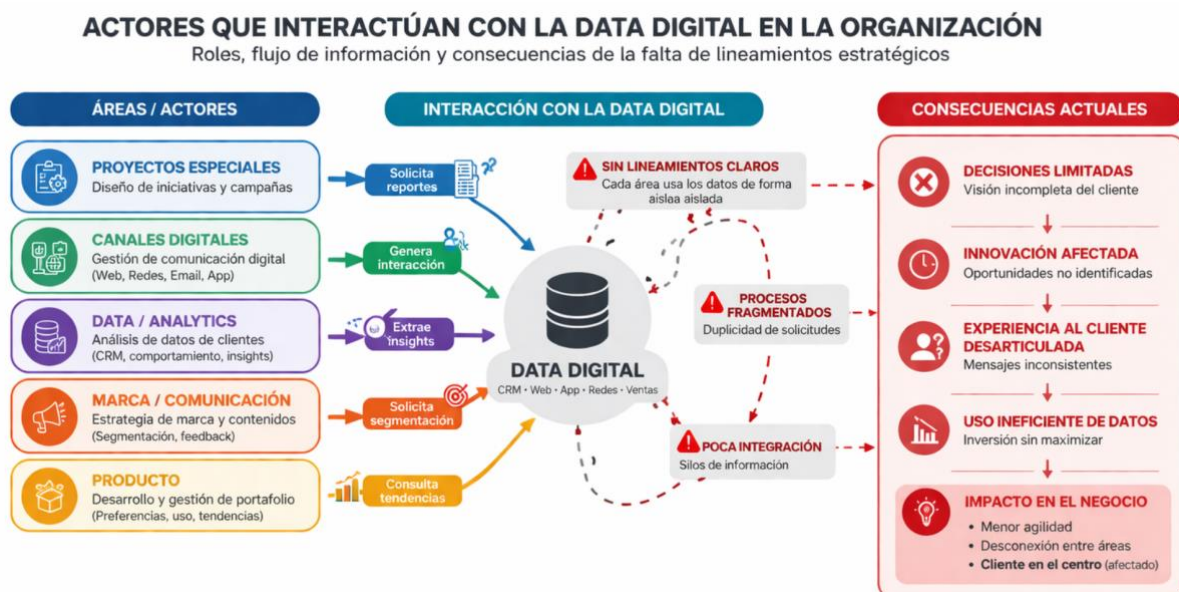 ACTORES QUE INTERACTÚAN CON LA DATA DIGITAL EN LA ORGANIZACIÓN
Roles, flujo de información y consecuencias de la falta de lineamientos estratégicos
ÁREAS / ACTORES
PROYECTOS ESPECIALES
Diseño de iniciativas y campañas
CANALES DIGITALES
Gestión de comunicación digital
(Web, Redes, Email, App)
DATA / ANALYTICS
Análisis de datos de clientes
(CRM, comportamiento, insights)
MARCA / COMUNICACIÓN
Estrategia de marca y contenidos
(Segmentación, feedback)
PRODUCTO
Desarrollo y gestión de portafolio
(Preferencias, uso, tendencias)
INTERACCIÓN CON LA DATA DIGITAL
Solicita
reportes
Genera
interacción
Extrae
insights
Solicita
segmentación
Consulta
tendencias
DATA DIGITAL
CRM • Web • App • Redes • Ventas
SIN LINEAMIENTOS CLAROS
Cada área usa los datos de forma
aislaa aislada
PROCESOS
FRAGMENTADOS
Duplicidad de solicitudes
POCA INTEGRACIÓN
Silos de información
CONSECUENCIAS ACTUALES
DECISIONES LIMITADAS
Visión incompleta del cliente
INNOVACIÓN AFECTADA
Oportunidades no identificadas
EXPERIENCIA AL CLIENTE
DESARTICULADA
Mensajes inconsistentes
USO INEFICIENTE DE DATOS
Inversión sin maximizar
IMPACTO EN EL NEGOCIO
• Menor agilidad
• Desconexión entre áreas
• Cliente en el centro (afectado)